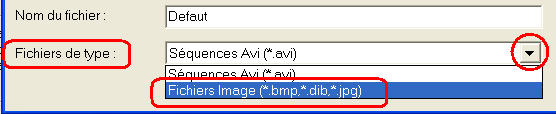 Nom du fichier : Defaut
Fichiers de type : Séquences Avi (*.avi)
Séquences Avi (*.avi)
Fichiers Image (*.bmp,*.dib,*.jpg)